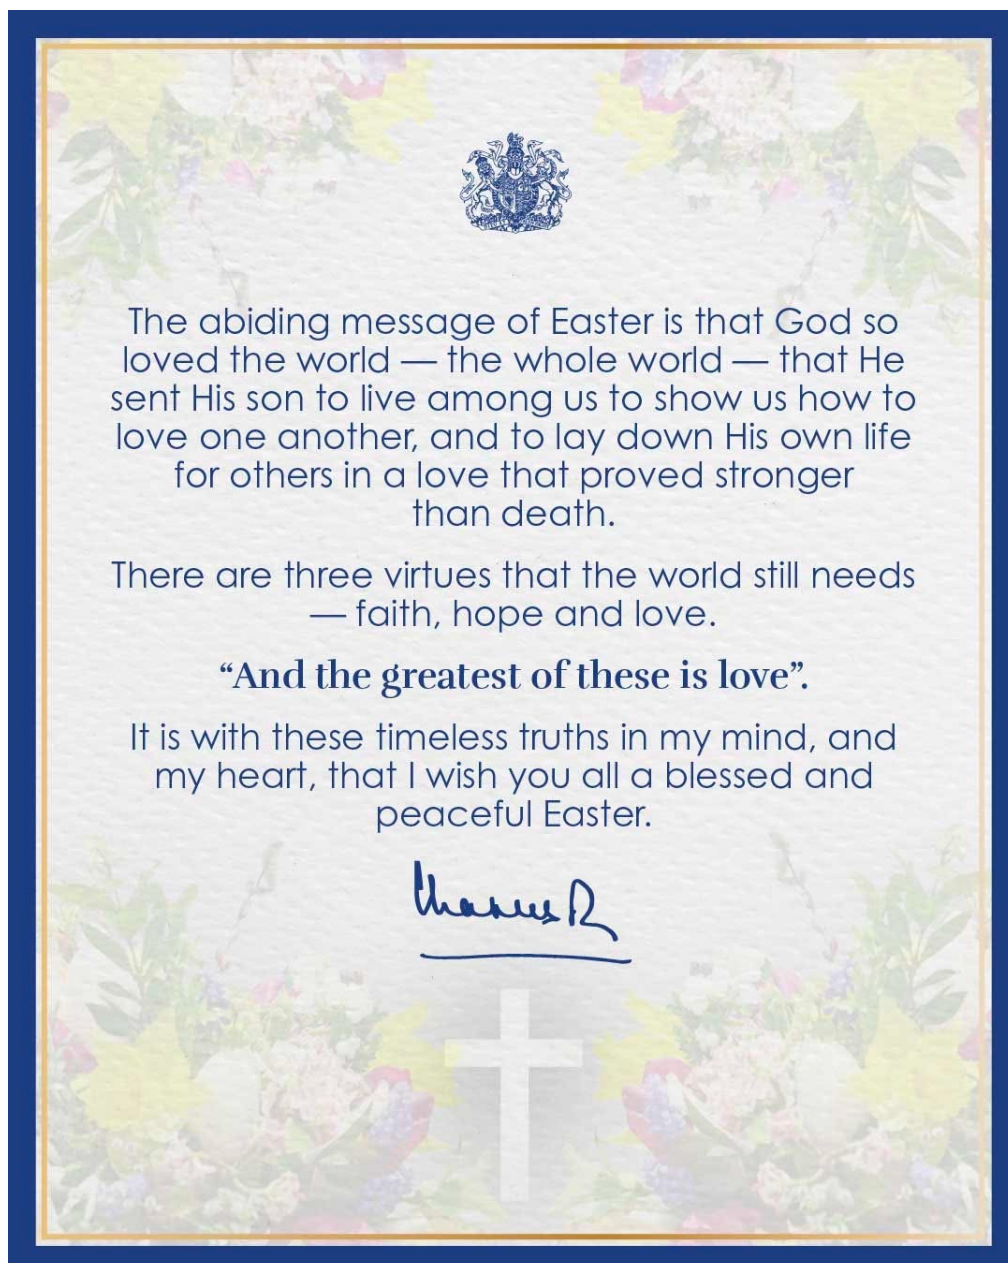 The abiding message of Easter is that God so
loved the world — the whole world — that He
sent His son to live among us to show us how to
love one another, and to lay down His own life
for others in a love that proved stronger
than death.
There are three virtues that the world still needs
— faith, hope and love.
“And the greatest of these is love”.
It is with these timeless truths in my mind, and
my heart, that I wish you all a blessed and
peaceful Easter.
Charles R